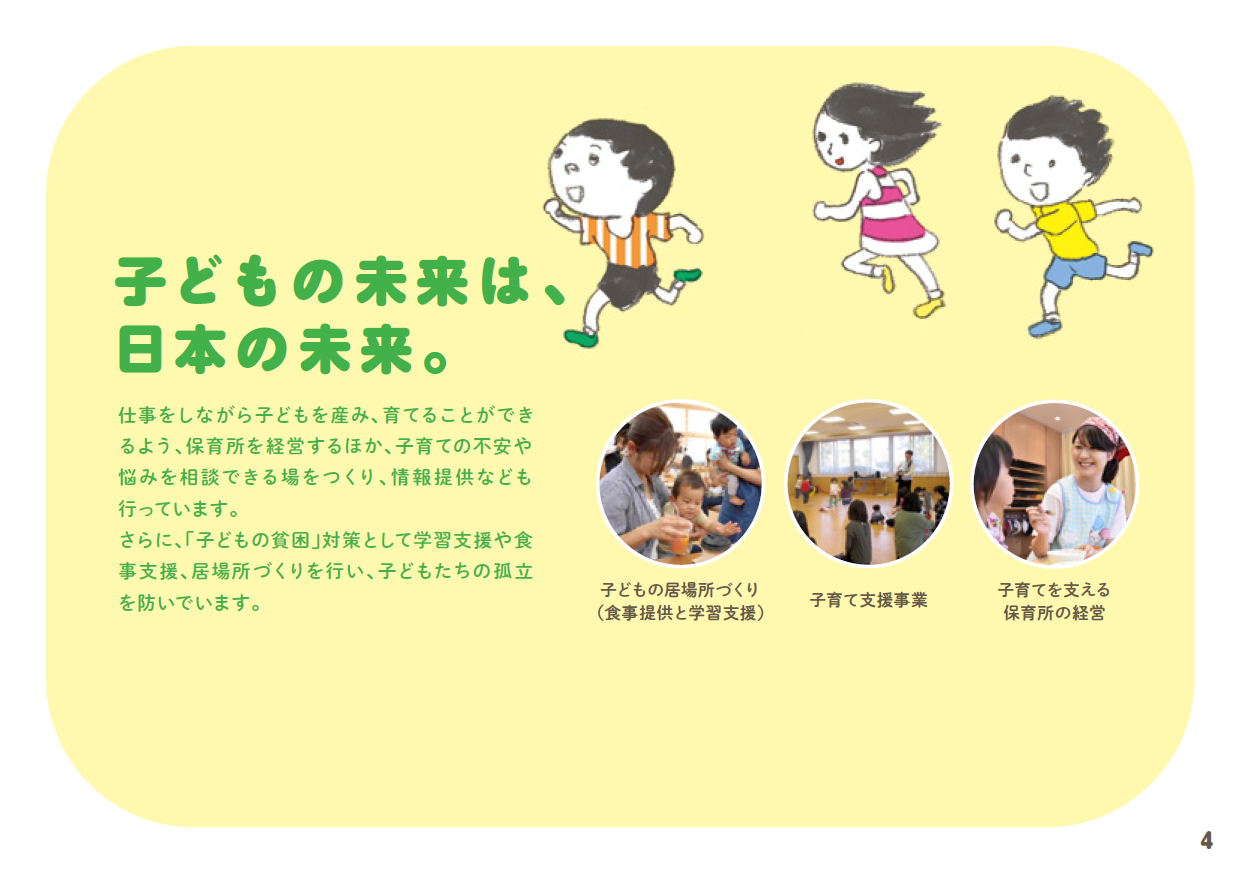 子どもの未来は、
日本の未来。
仕事をしながら子どもを産み、育てることができ
るよう、保育所を経営するほか、子育ての不安や
悩みを相談できる場をつくり、情報提供なども
行っています。
さらに、「子どもの貧困」対策として学習支援や食
事支援、居場所づくりを行い、子どもたちの孤立
を防いでいます。
子どもの居場所づくり
（食事提供と学習支援）
子育て支援事業
子育てを支える
保育所の経営
4